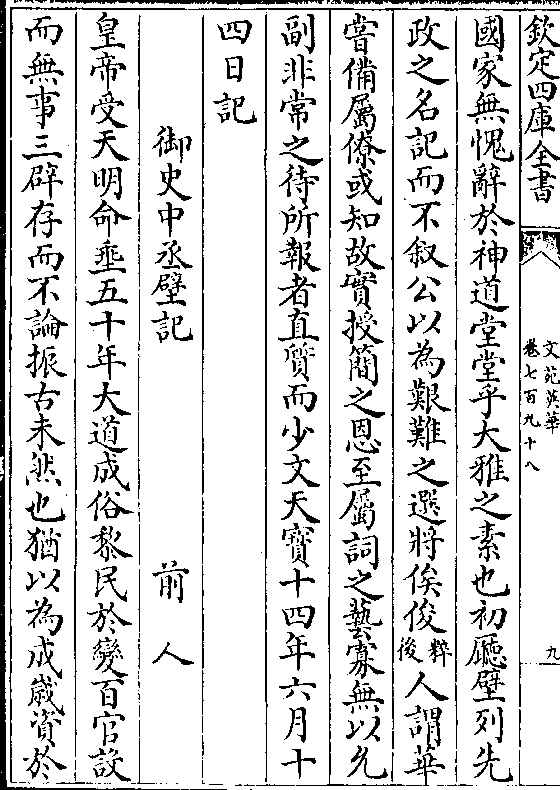 欽定四庫全書
文苑英華
卷七百九十八
九
國家無愧辭於神道堂堂乎大雅之素也初廳壁列先
政之名記而不叙公以為艱難之選將俟俊粹後人謂華
嘗備屬僚或知故實授簡之恩至屬詞之藝寡無以允
副非常之待所報者直質而少文天寶十四年六月十
四日記
御史中丞壁記 前人
皇帝受天明命垂五十年大道成俗黎民於變百官設
而無事三辟存而不論振古未然也猶以為成嵗資於